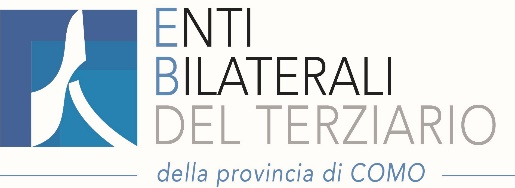 ENTI
BILATERALI
DEL TERZIARIO
della provincia di COMO